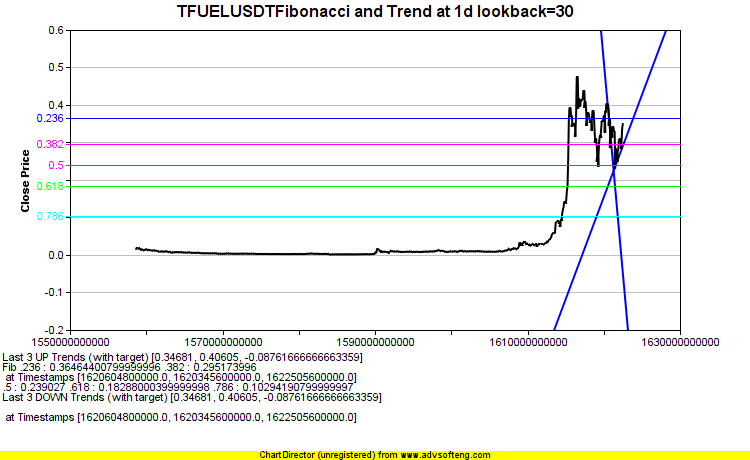 TFUELUSDTFibonacci and Trend at 1d lookback=30
0.6
0.5
0.4
0.236
0.382
0.5
0.618
0.786
0.0
-0.1
-0.2
Close Price
1550000000000 1570000000000 1590000000000 1610000000000 1630000000000
Last 3 UP Trends (with target) [0.34681, 0.40605, -0.08761666666663359]
Fib .236 : 0.36464400799999996 .382 : 0.295173996
at Timestamps [1620604800000.0, 1620345600000.0, 1622505600000.0]
.5 : 0.239027 .618 : 0.18288000399999998 .786 : 0.10294190799999997
Last 3 DOWN Trends (with target) [0.34681, 0.40605, -0.08761666666663359]
at Timestamps [1620604800000.0, 1620345600000.0, 1622505600000.0]
ChartDirector (unregistered) from www.advsofteng.com